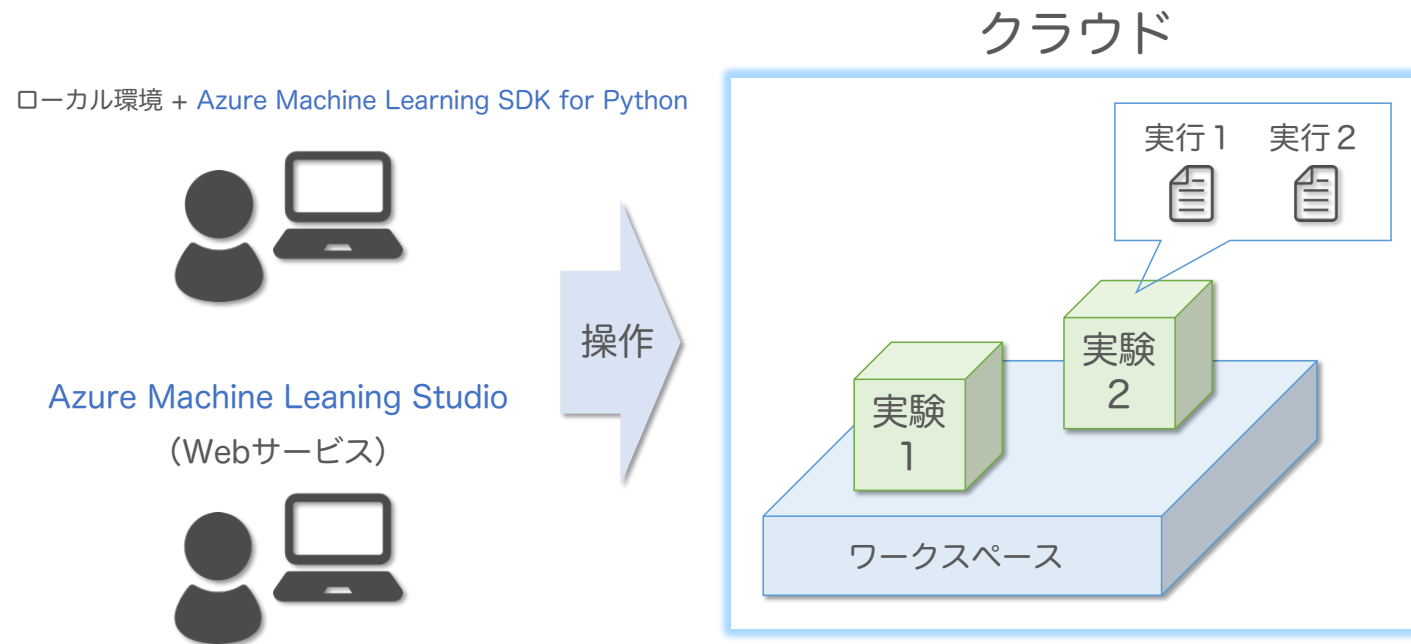 クラウド
ローカル環境 + Azure Machine Learning SDK for Python
実行1 実行2
操作
Azure Machine Leaning Studio
（Webサービス）
実験
2
実験
1
ワークスペース